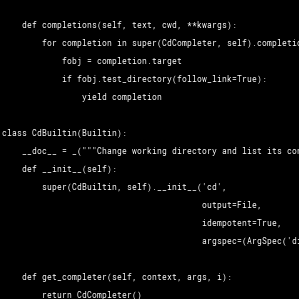 def completions(self, text, cwd, **kwargs):
for completion in super(CdCompleter, self).completio
fobj = completion.target
if fobj.test_directory(follow_link=True):
yield completion
class CdBuiltin(Builtin):
__doc__ = _("""Change working directory and list its con
def __init__(self):
super(CdBuiltin, self).__init__('cd',
output=File,
idempotent=True,
argspec=(ArgSpec('di
def get_completer(self, context, args, i):
return CdCompleter()